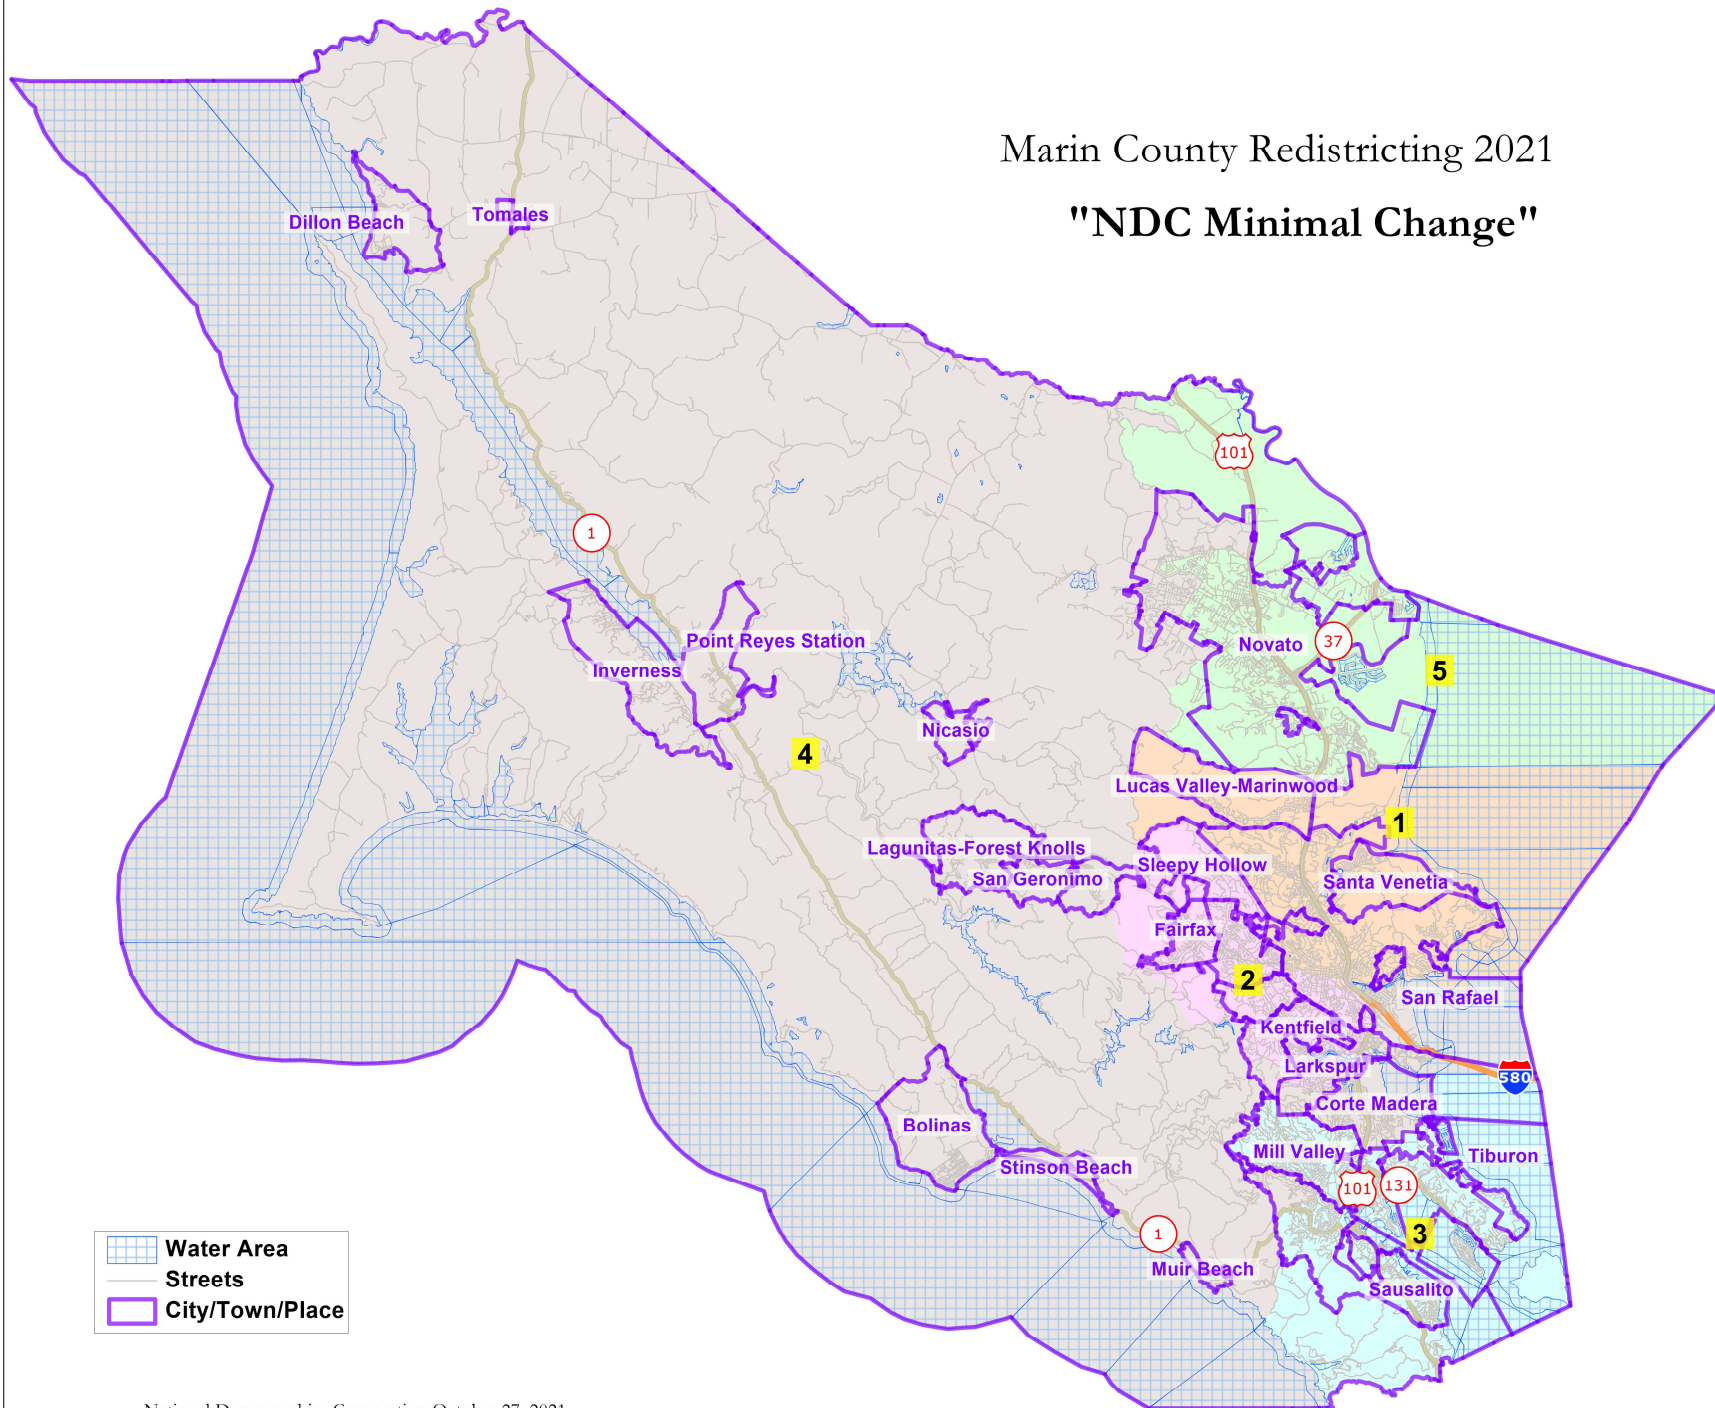 Marin County Redistricting 2021
"NDC Minimal Change"
Dillon Beach
Tomales
101
1
Novato
37
Point Reyes Station
Inverness
5
Nicasio
4
Lucas Valley-Marinwood
1
Lagunitas-Forest Knolls
Sleepy Hollow
San Geronimo
Santa Venetia
Fairfax
2
San Rafael
Kentfield
Larkspur
580
Corte Madera
Bolinas
Mill Valley
Tiburon
Stinson Beach
101
131
1
3
Muir Beach
Sausalito
Water Area
Streets
City/Town/Place